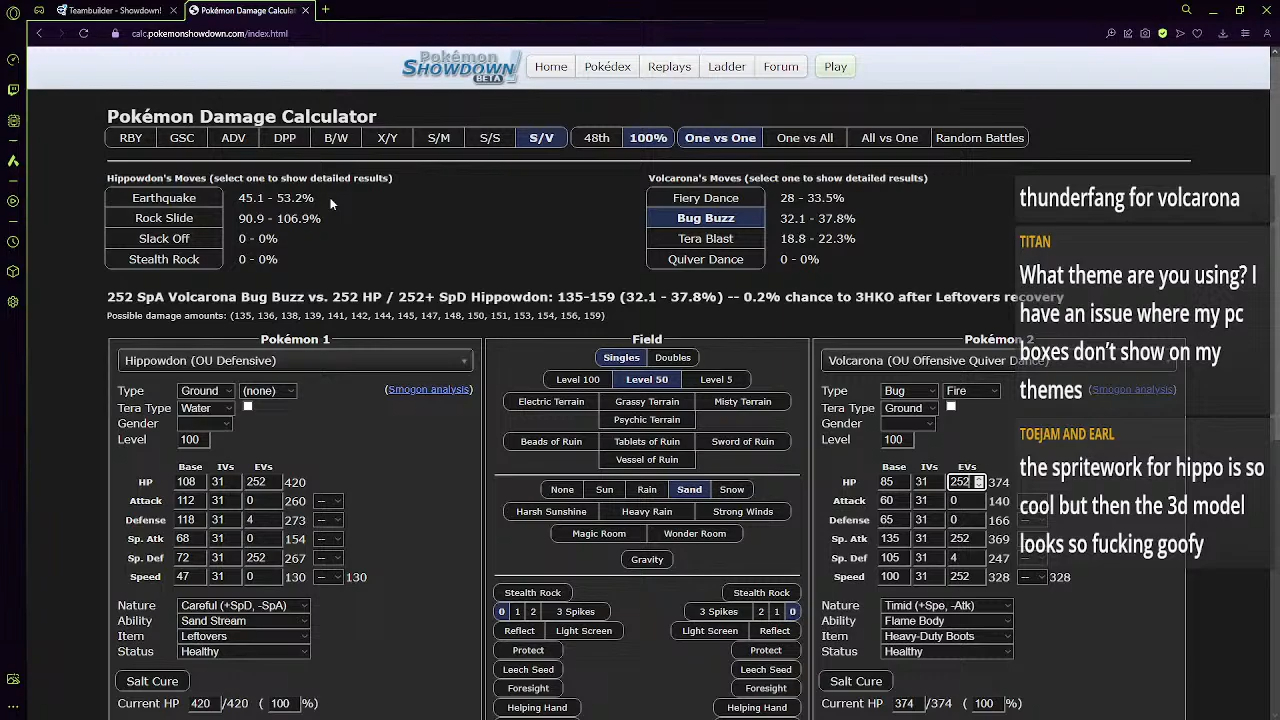 Teambuilder - Showdown!
Pokémon Damage Calculat
calc.pokemonshowdown.com/index.html
Pokémon
SHOWDOWN!
BETA
Home
Pokédex
Replays
Ladder
Forum
Play
Pokémon Damage Calculator
RBY GSC ADV DPP B/W X/Y S/M S/S S/V 48th 100% One vs One One vs All All vs One Random Battles
Hippowdon's Moves (select one to show detailed results)
Earthquake 45.1 - 53.2%
Rock Slide 90.9 - 106.9%
Slack Off 0 - 0%
Stealth Rock 0 - 0%
Volcarona's Moves (select one to show detailed results)
Fiery Dance 28 - 33.5%
Bug Buzz 32.1 - 37.8%
Tera Blast 18.8 - 22.3%
Quiver Dance 0 - 0%
252 SpA Volcarona Bug Buzz vs. 252 HP / 252+ SpD Hippowdon: 135-159 (32.1 - 37.8%) -- 0.2% chance to 3HKO after Leftovers recovery
Possible damage amounts: (135, 136, 138, 139, 141, 142, 144, 145, 147, 148, 150, 151, 153, 154, 156, 159)
Pokémon 1
Hippowdon (OU Defensive)
Type Ground (none) (Smogon analysis)
Tera Type Water
Gender
Level 100
Base IVs EVs
HP 108 31 252 420
Attack 112 31 0 260 --
Defense 118 31 4 273 --
Sp. Atk 68 31 0 154 --
Sp. Def 72 31 252 267 --
Speed 47 31 0 130 -- 130
Nature Careful (+SpD, -SpA)
Ability Sand Stream
Item Leftovers
Status Healthy
Salt Cure
Current HP 420 /420 ( 100 %)
Field
Singles Doubles
Level 100 Level 50 Level 5
Electric Terrain Grassy Terrain Misty Terrain
Psychic Terrain
Beads of Ruin Tablets of Ruin Sword of Ruin
Vessel of Ruin
None Sun Rain Sand Snow
Harsh Sunshine Heavy Rain Strong Winds
Magic Room Wonder Room
Gravity
Stealth Rock Stealth Rock
0 1 2 3 Spikes 3 Spikes 2 1 0
Reflect Light Screen Light Screen Reflect
Protect Protect
Leech Seed Leech Seed
Foresight Foresight
Helping Hand Helping Hand
Pokémon 2
Volcarona (OU Offensive Quiver Dance)
Type Bug Fire (Smogon analysis)
Tera Type Ground
Gender
Level 100
Base IVs EVs
HP 85 31 252 374
Attack 60 31 0 140
Defense 65 31 0 166 --
Sp. Atk 135 31 252 369
Sp. Def 105 31 4 247 --
Speed 100 31 252 328 -- 328
Nature Timid (+Spe, -Atk)
Ability Flame Body
Item Heavy-Duty Boots
Status Healthy
Salt Cure
Current HP 374 /374 ( 100 %)
thunderfang for volcarona
TITAN
What theme are you using? I
have an issue where my pc
boxes don't show on my
themes
TOEJAM AND EARL
the spritework for hippo is so
cool but then the 3d model
looks so fucking goofy